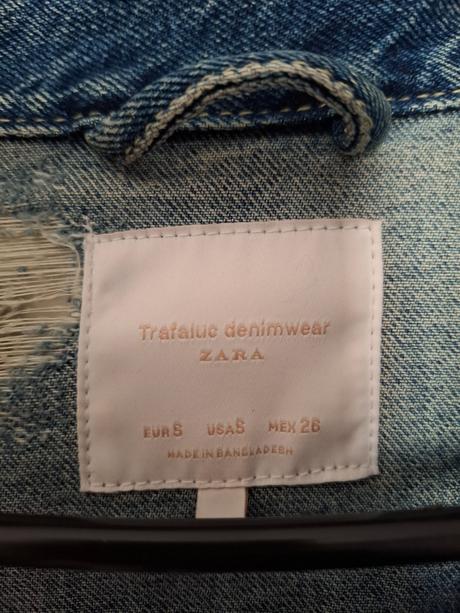 Trafaluc denimwear
ZARA
EUR S USA S MEX 26
MADE IN BANGLADESH